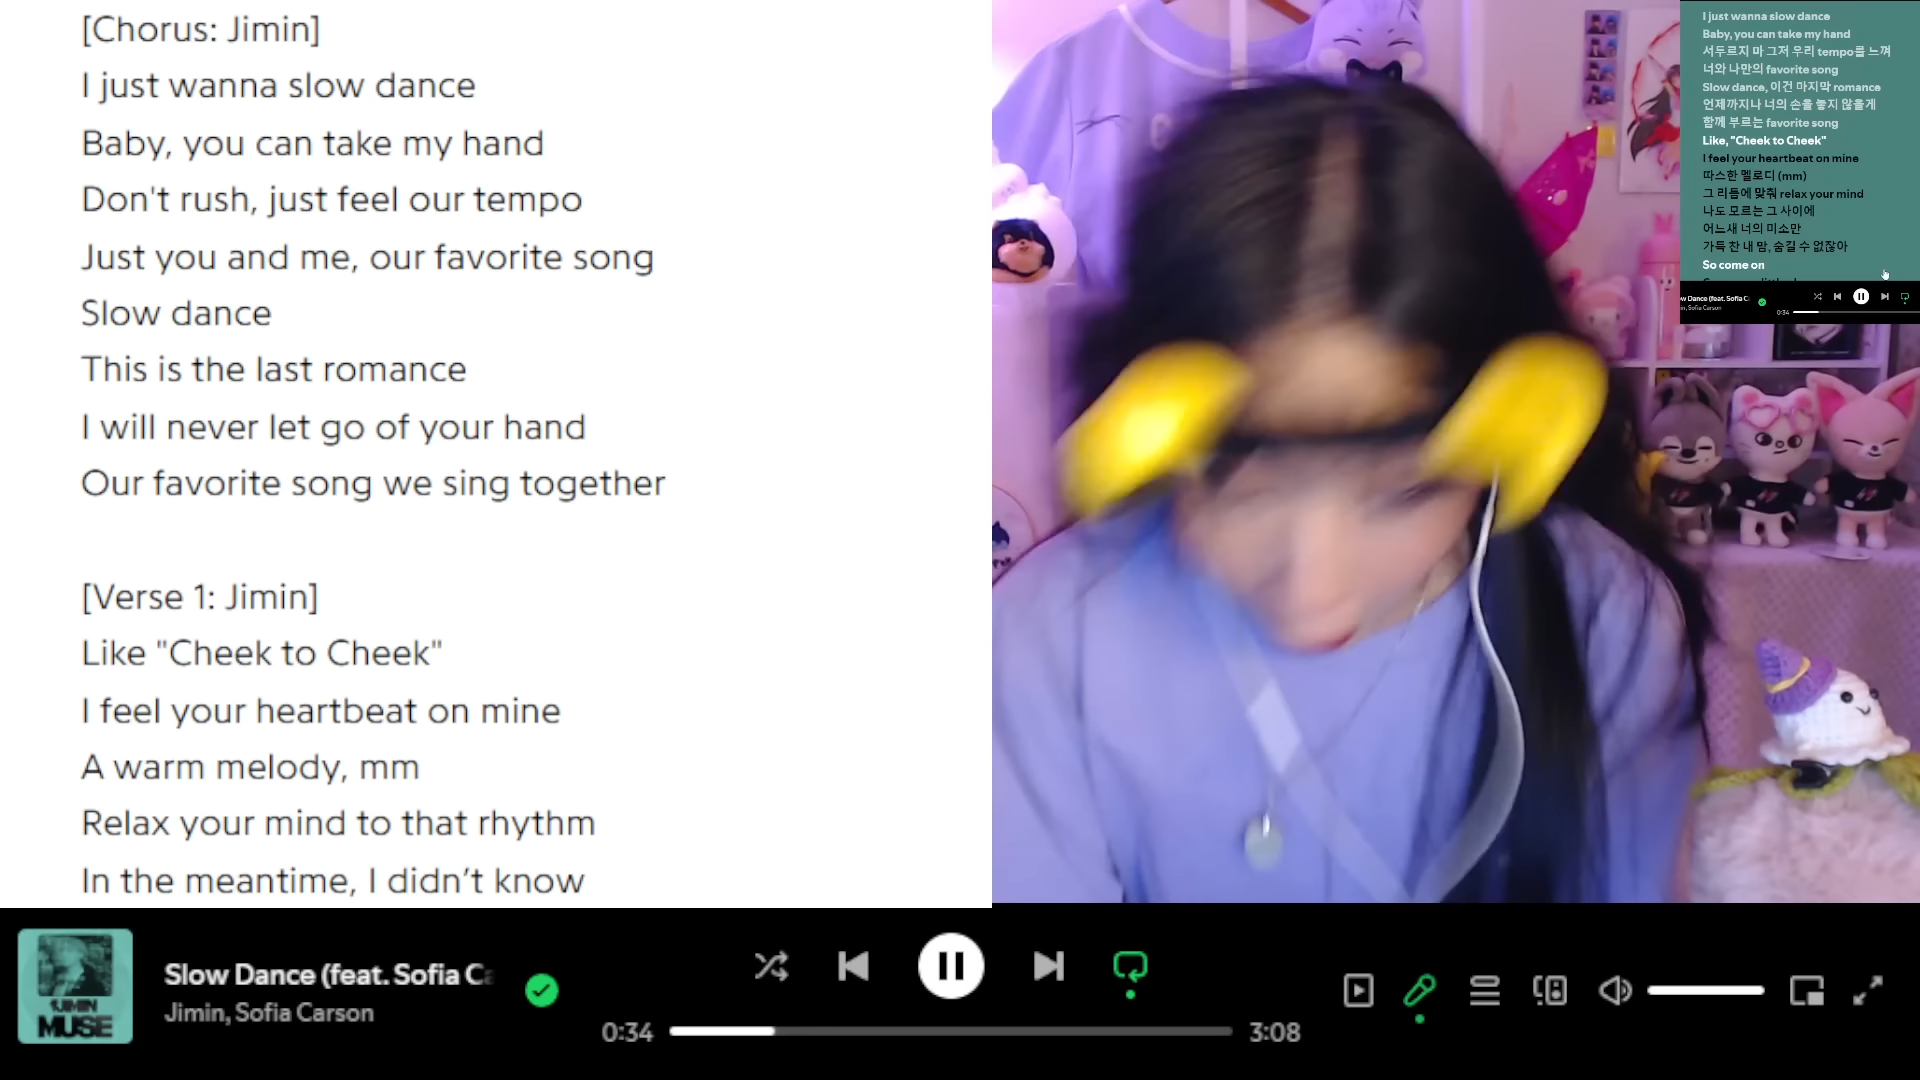 [Chorus: Jimin]
I just wanna slow dance
Baby, you can take my hand
Don't rush, just feel our tempo
Just you and me, our favorite song
Slow dance
This is the last romance
I will never let go of your hand
Our favorite song we sing together
[Verse 1: Jimin]
Like "Cheek to Cheek"
I feel your heartbeat on mine
A warm melody, mm
Relax your mind to that rhythm
In the meantime, I didn’t know
I just wanna slow dance
Baby, you can take my hand
서두르지 마 그저 우리 tempo를 느껴
너와 나만의 favorite song
Slow dance, 이건 마지막 romance
언제까지나 너의 손을 놓지 않을게
함께 부르는 favorite song
Like, "Cheek to Cheek"
I feel your heartbeat on mine
따스한 멜로디 (mm)
그 리듬에 맞춰 relax your mind
나도 모르는 그 사이에
어느새 너의 미소만
가득 찬 내 맘, 숨길 수 없잖아
So come on
w Dance (feat. Sofia C
in, Sofia Carson
0:34
JIMIN
MUSE
Slow Dance (feat. Sofia Ca
Jimin, Sofia Carson
0:34
3:08